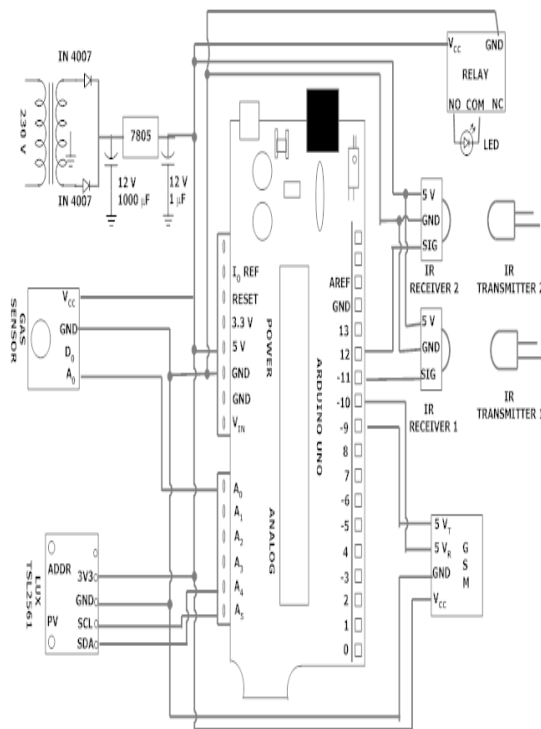 IN 4007
230 V
7805
12 V
1000 µF
12 V
1 µF
IN 4007
VCC
GND
RELAY
NO COM NC
LED
5 V
GND
SIG
IR
RECEIVER 2
IR
TRANSMITTER 2
5 V
GND
SIG
IR
RECEIVER 1
IR
TRANSMITTER 1
GAS
SENSOR
VCC
GND
D0
A0
I0 REF
RESET
3.3 V
5 V
GND
GND
VIN
POWER
ARDUINO UNO
ANALOG
A0
A1
A2
A3
A4
A5
AREF
GND
13
12
-11
-10
-9
8
7
-6
-5
4
-3
2
1
0
LUX
TSL2561
ADDR
PV
3V3
GND
SCL
SDA
5 VT
5 VR
GND
VCC
GSM